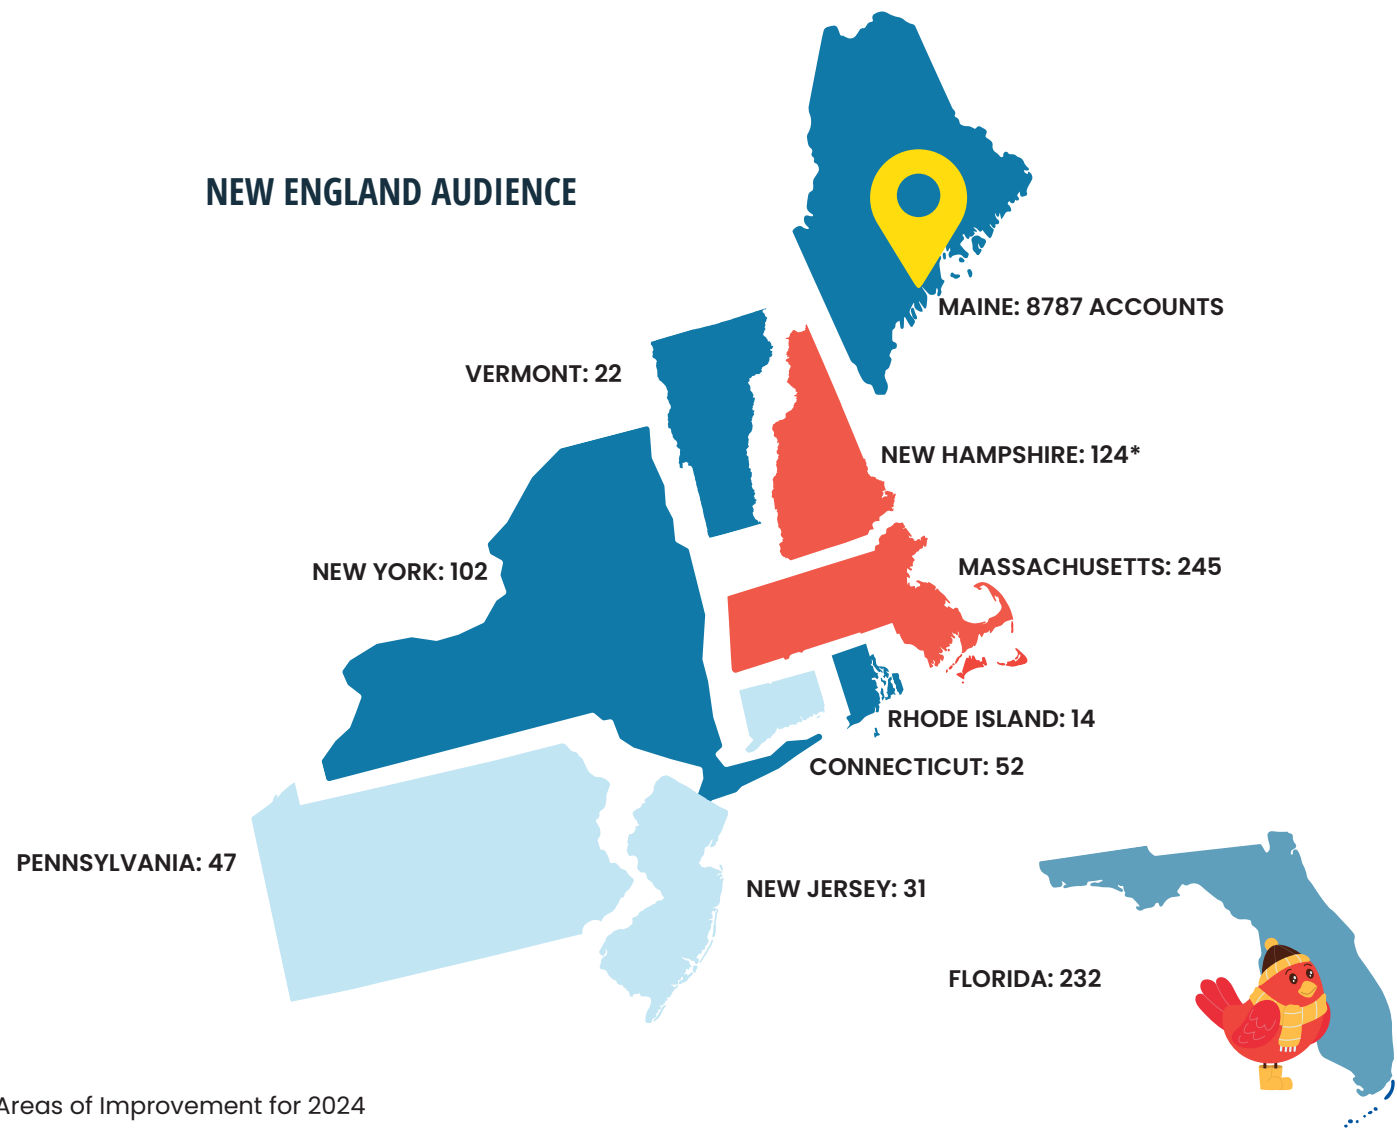 NEW ENGLAND AUDIENCE
MAINE: 8787 ACCOUNTS
VERMONT: 22
NEW HAMPSHIRE: 124*
NEW YORK: 102
MASSACHUSETTS: 245
RHODE ISLAND: 14
CONNECTICUT: 52
PENNSYLVANIA: 47
NEW JERSEY: 31
FLORIDA: 232
Areas of Improvement for 2024